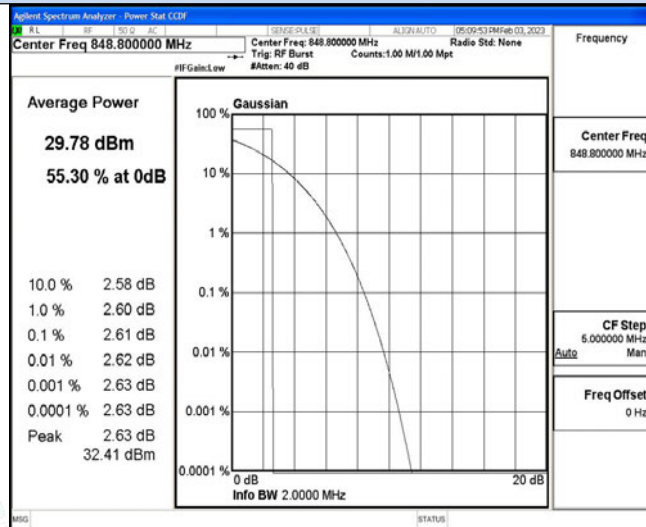 Agilent Spectrum Analyzer - Power Stat CCDF
RL RF 50 Ω AC SENSE:PULSE ALIGN AUTO 05:09:53 PM Feb 03, 2023
Center Freq 848.800000 MHz
Center Freq: 848.800000 MHz Radio Std: None
Trig: RF Burst Counts:1.00 M/1.00 Mpt
#IFGain:Low #Atten: 40 dB
Frequency
Average Power
29.78 dBm
55.30 % at 0dB
10.0 % 2.58 dB
1.0 % 2.60 dB
0.1 % 2.61 dB
0.01 % 2.62 dB
0.001 % 2.63 dB
0.0001 % 2.63 dB
Peak 2.63 dB
32.41 dBm
Gaussian
100 %
10 %
1 %
0.1 %
0.01 %
0.001 %
0.0001 %
0 dB 20 dB
Info BW 2.0000 MHz
Center Freq
848.800000 MHz
CF Step
5.000000 MHz
Auto Man
Freq Offset
0 Hz
MSG STATUS